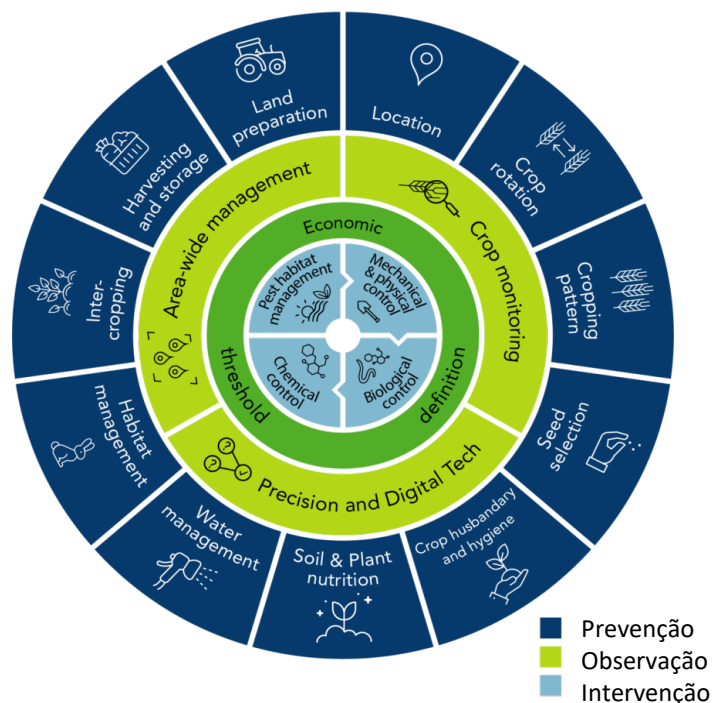 Land
preparation
Location
Crop
rotation
Cropping
pattern
Seed
selection
Crop husbandry
and hygiene
Soil & Plant
nutrition
Water
management
Habitat
management
Inter-
cropping
Harvesting
and storage
Area-wide management
Crop monitoring
Precision and Digital Tech
Economic
threshold
definition
Pest habitat
management
Mechanical
& physical
control
Chemical
control
Biological
control
? ? ✓
Prevenção
Observação
Intervenção